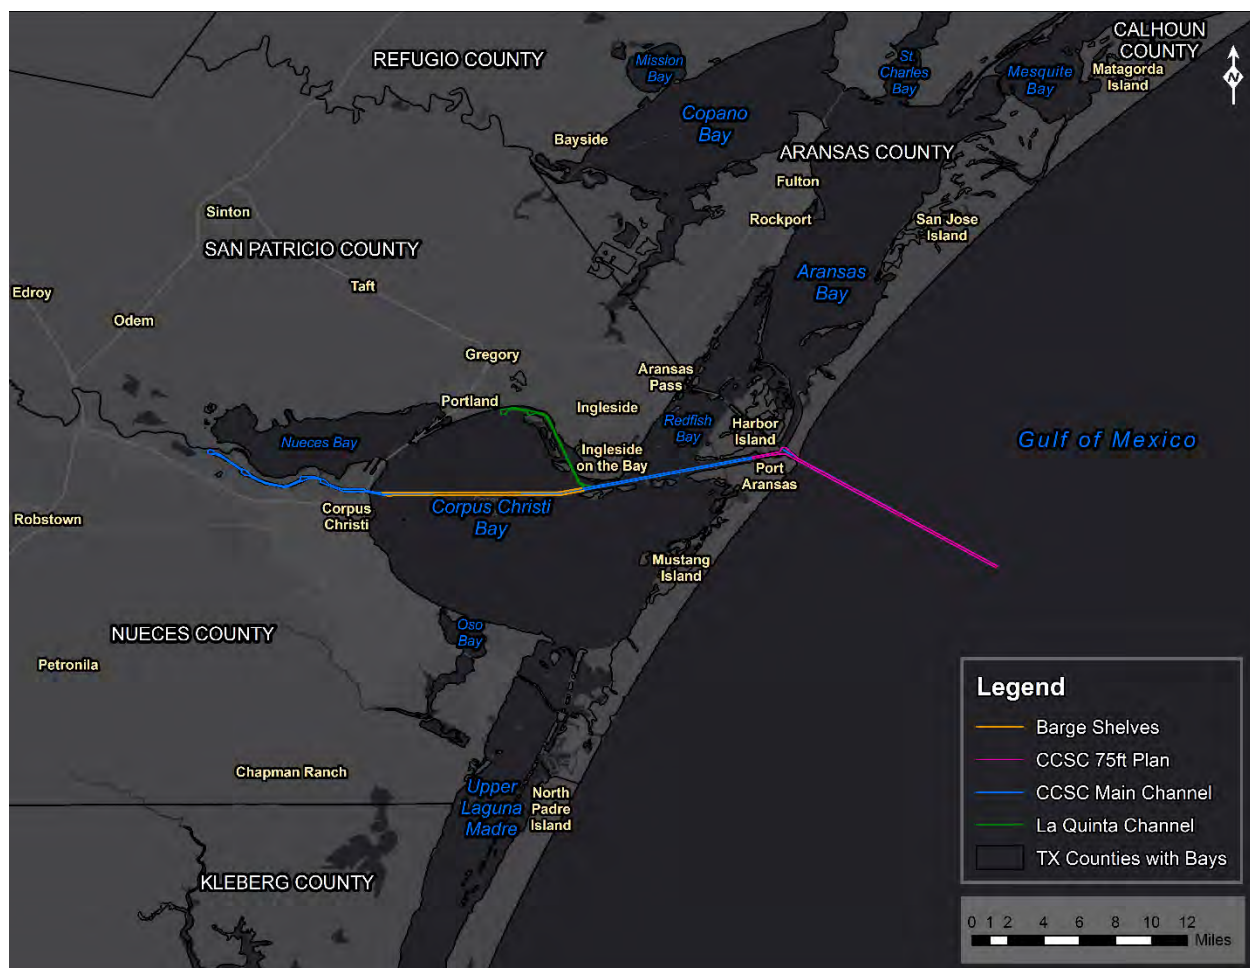 CALHOUN
COUNTY
REFUGIO COUNTY
Mission
Bay
St.
Charles
Bay
Mesquite
Bay
Matagorda
Island
N
Copano
Bay
Bayside
ARANSAS COUNTY
Fulton
Sinton
Rockport
San Jose
Island
SAN PATRICIO COUNTY
Aransas
Bay
Edroy
Taft
Odem
Gregory
Aransas
Pass
Portland
Ingleside
Redfish
Bay
Harbor
Island
Nueces Bay
Gulf of Mexico
Ingleside
on the Bay
Port
Aransas
Robstown
Corpus
Christi
Corpus Christi
Bay
Mustang
Island
NUECES COUNTY
Oso
Bay
Petronila
Chapman Ranch
Upper
Laguna
Madre
North
Padre
Island
KLEBERG COUNTY
Legend
Barge Shelves
CCSC 75ft Plan
CCSC Main Channel
La Quinta Channel
TX Counties with Bays
0 1 2 4 6 8 10 12
Miles